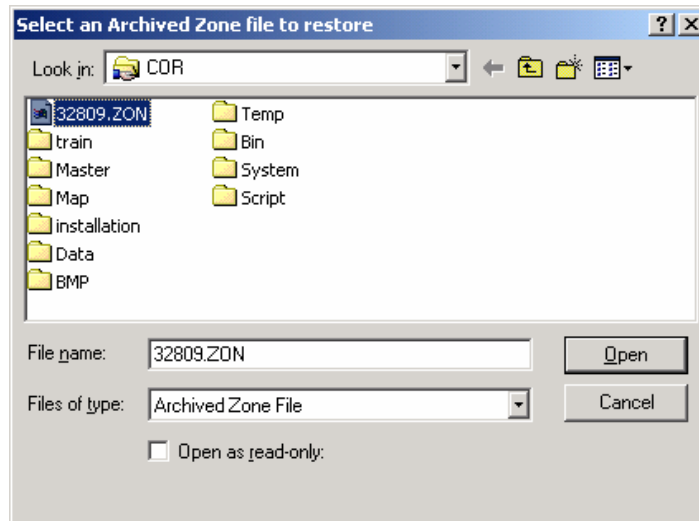 Select an Archived Zone file to restore
Look in: COR
32809.ZON
train
Master
Map
installation
Data
BMP
Temp
Bin
System
Script
File name: 32809.ZON Open
Files of type: Archived Zone File Cancel
Open as read-only: